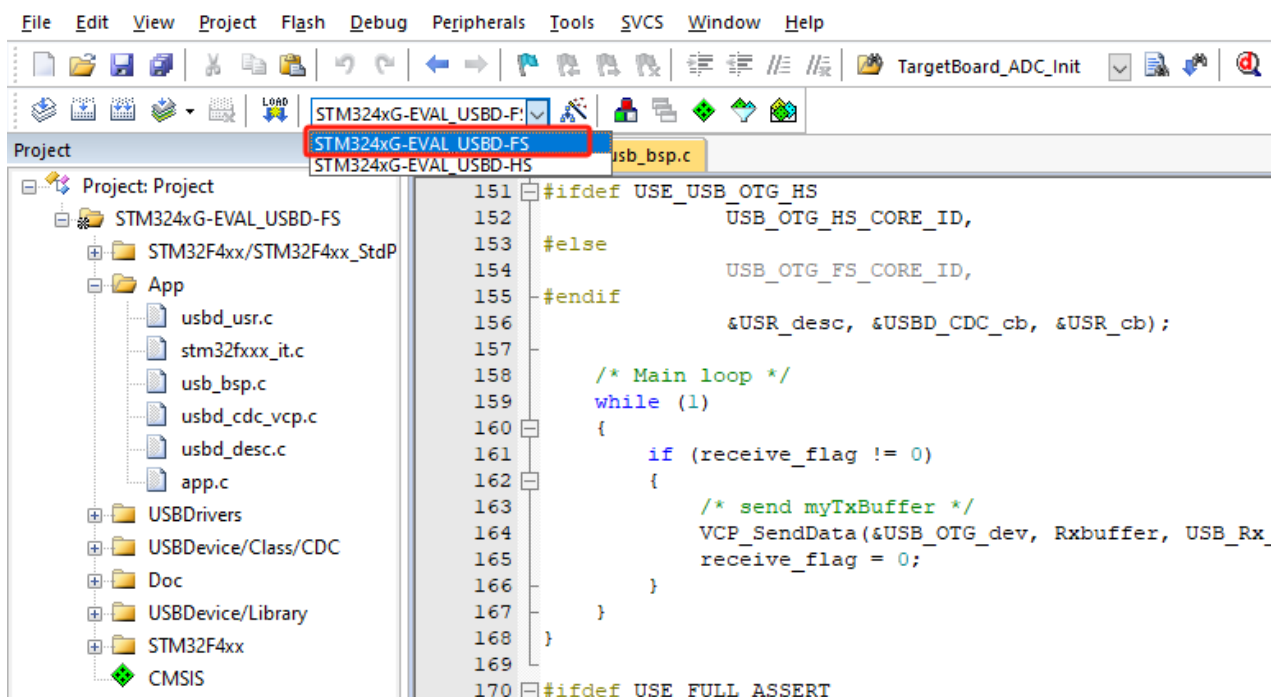 File Edit View Project Flash Debug Peripherals Tools SVCS Window Help
TargetBoard_ADC_Init
LOAD STM324xG-EVAL_USBD-F
STM324xG-EVAL_USBD-FS
STM324xG-EVAL_USBD-HS
Project
usb_bsp.c
Project: Project
STM324xG-EVAL_USBD-FS
STM32F4xx/STM32F4xx_StdP
App
usbd_usr.c
stm32fxxx_it.c
usb_bsp.c
usbd_cdc_vcp.c
usbd_desc.c
app.c
USBDrivers
USBDevice/Class/CDC
Doc
USBDevice/Library
STM32F4xx
CMSIS
151 #ifdef USE_USB_OTG_HS
152 USB_OTG_HS_CORE_ID,
153 #else
154 USB_OTG_FS_CORE_ID,
155 #endif
156 &USR_desc, &USBD_CDC_cb, &USR_cb);
157
158 /* Main loop */
159 while (1)
160 {
161 if (receive_flag != 0)
162 {
163 /* send myTxBuffer */
164 VCP_SendData(&USB_OTG_dev, Rxbuffer, USB_Rx_
165 receive_flag = 0;
166 }
167 }
168 }
169
170 #ifdef USE_FULL_ASSERT